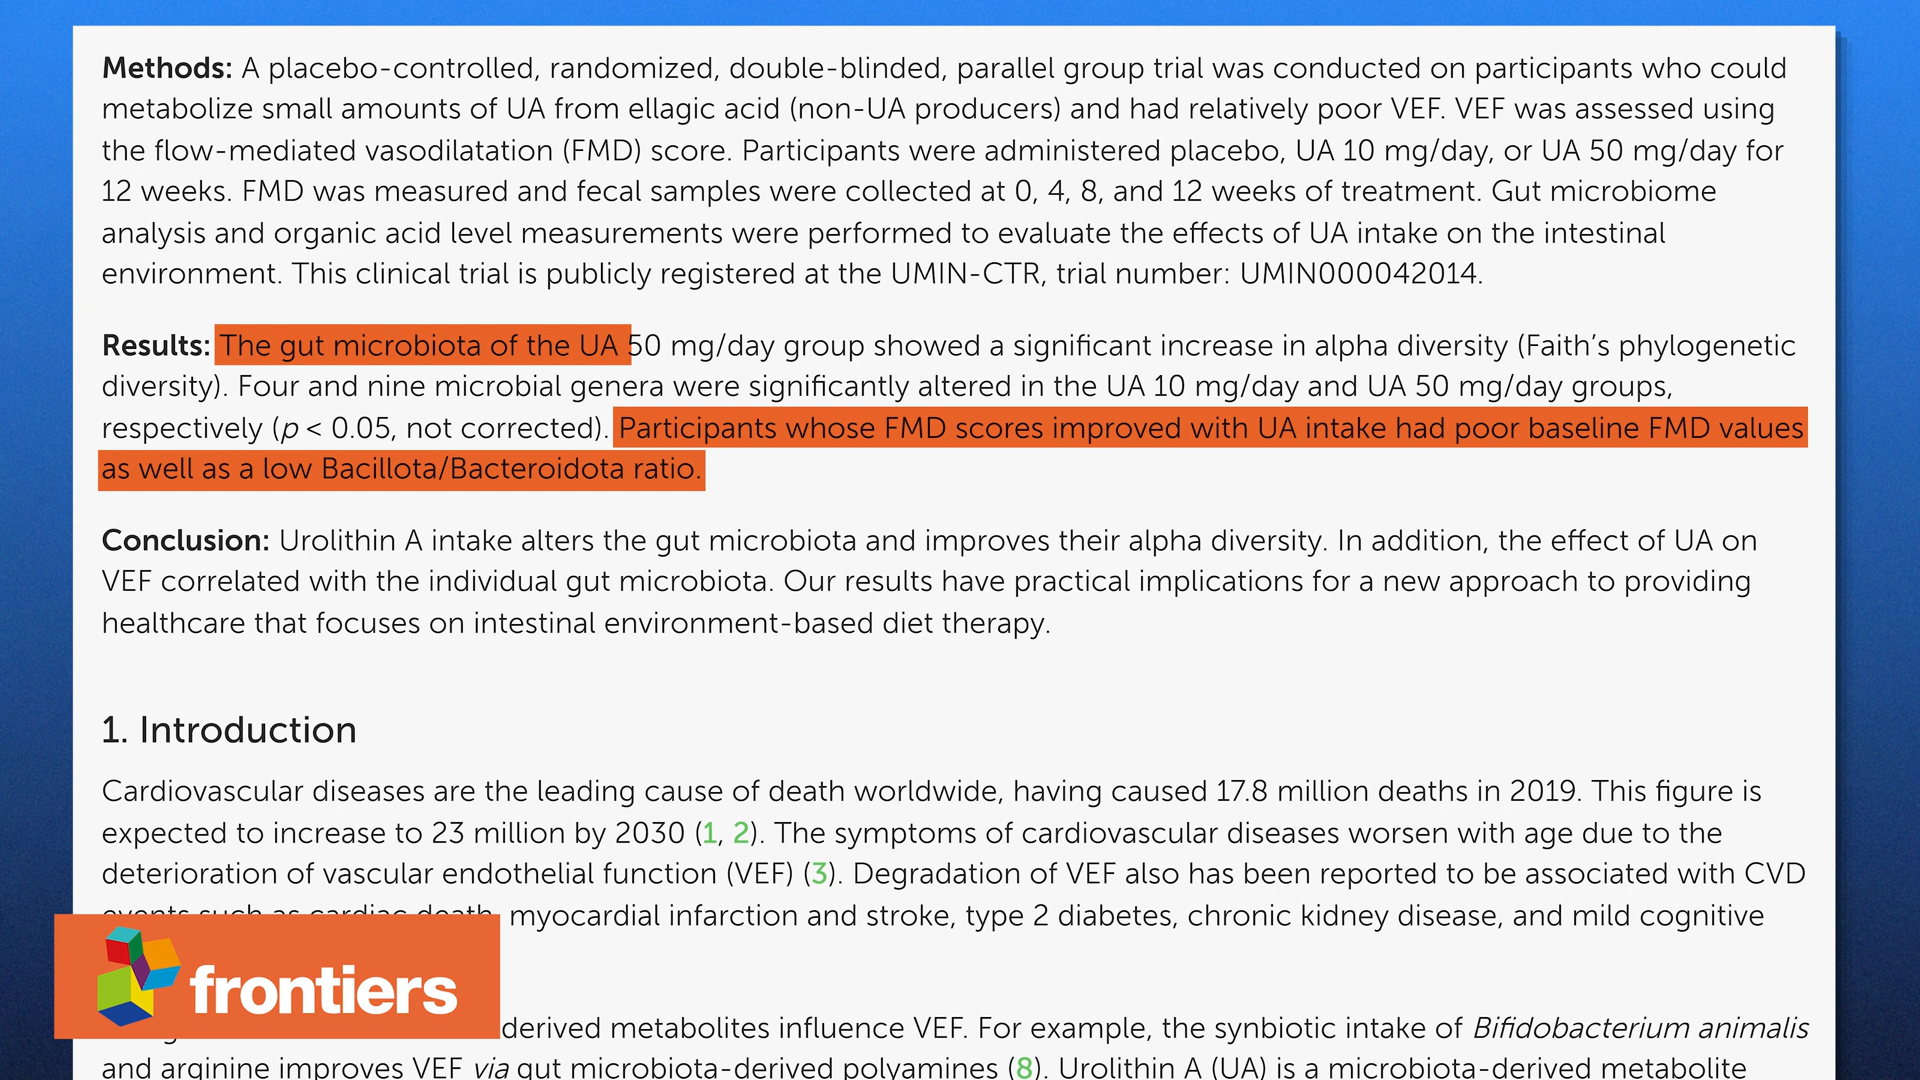 Methods: A placebo-controlled, randomized, double-blinded, parallel group trial was conducted on participants who could
metabolize small amounts of UA from ellagic acid (non-UA producers) and had relatively poor VEF. VEF was assessed using
the flow-mediated vasodilatation (FMD) score. Participants were administered placebo, UA 10 mg/day, or UA 50 mg/day for
12 weeks. FMD was measured and fecal samples were collected at 0, 4, 8, and 12 weeks of treatment. Gut microbiome
analysis and organic acid level measurements were performed to evaluate the effects of UA intake on the intestinal
environment. This clinical trial is publicly registered at the UMIN-CTR, trial number: UMIN000042014.
Results: The gut microbiota of the UA 50 mg/day group showed a significant increase in alpha diversity (Faith's phylogenetic
diversity). Four and nine microbial genera were significantly altered in the UA 10 mg/day and UA 50 mg/day groups,
respectively (p < 0.05, not corrected). Participants whose FMD scores improved with UA intake had poor baseline FMD values
as well as a low Bacillota/Bacteroidota ratio.
Conclusion: Urolithin A intake alters the gut microbiota and improves their alpha diversity. In addition, the effect of UA on
VEF correlated with the individual gut microbiota. Our results have practical implications for a new approach to providing
healthcare that focuses on intestinal environment-based diet therapy.
1. Introduction
Cardiovascular diseases are the leading cause of death worldwide, having caused 17.8 million deaths in 2019. This figure is
expected to increase to 23 million by 2030 (1, 2). The symptoms of cardiovascular diseases worsen with age due to the
deterioration of vascular endothelial function (VEF) (3). Degradation of VEF also has been reported to be associated with CVD
events such as cardiac death, myocardial infarction and stroke, type 2 diabetes, chronic kidney disease, and mild cognitive
frontiers
derived metabolites influence VEF. For example, the synbiotic intake of Bifidobacterium animalis
and arginine improves VEF via gut microbiota-derived polyamines (8). Urolithin A (UA) is a microbiota-derived metabolite